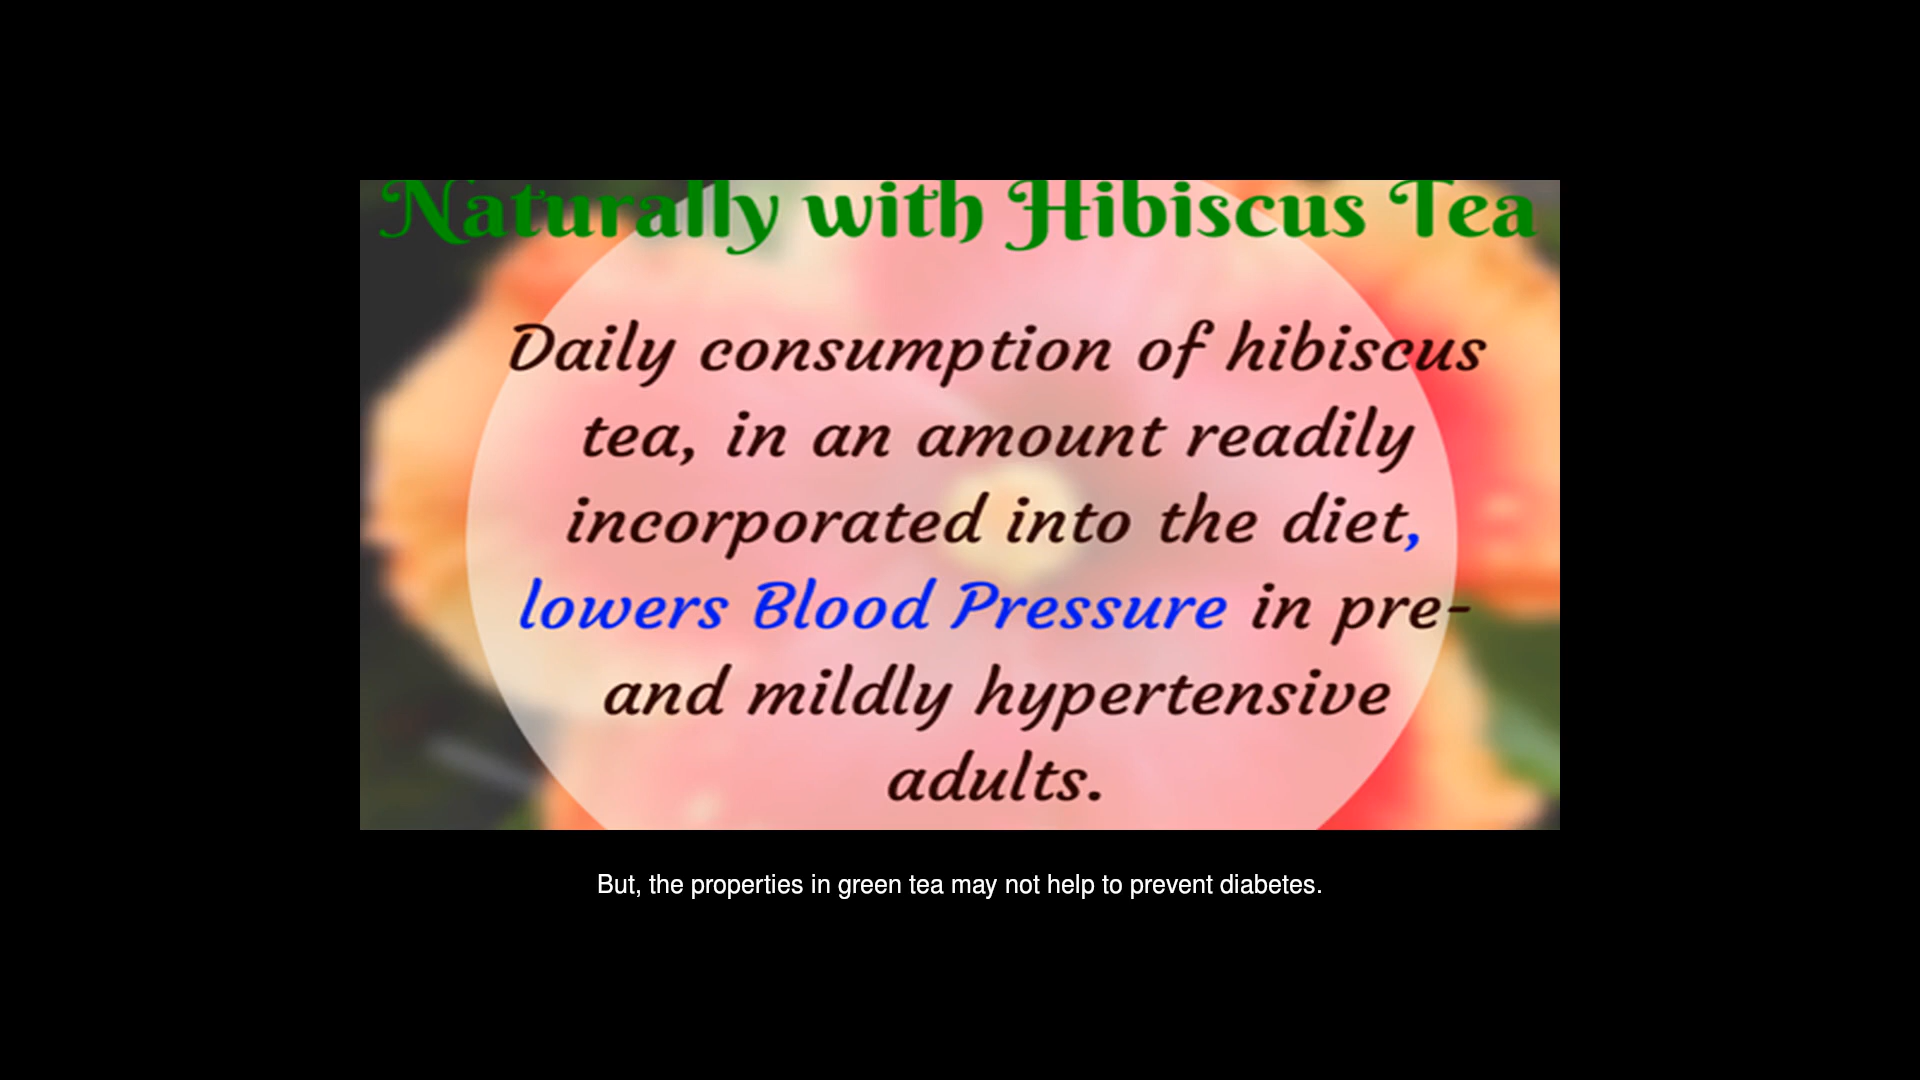 Naturally with Hibiscus Tea
Daily consumption of hibiscus
tea, in an amount readily
incorporated into the diet,
lowers Blood Pressure in pre-
and mildly hypertensive
adults.
But, the properties in green tea may not help to prevent diabetes.